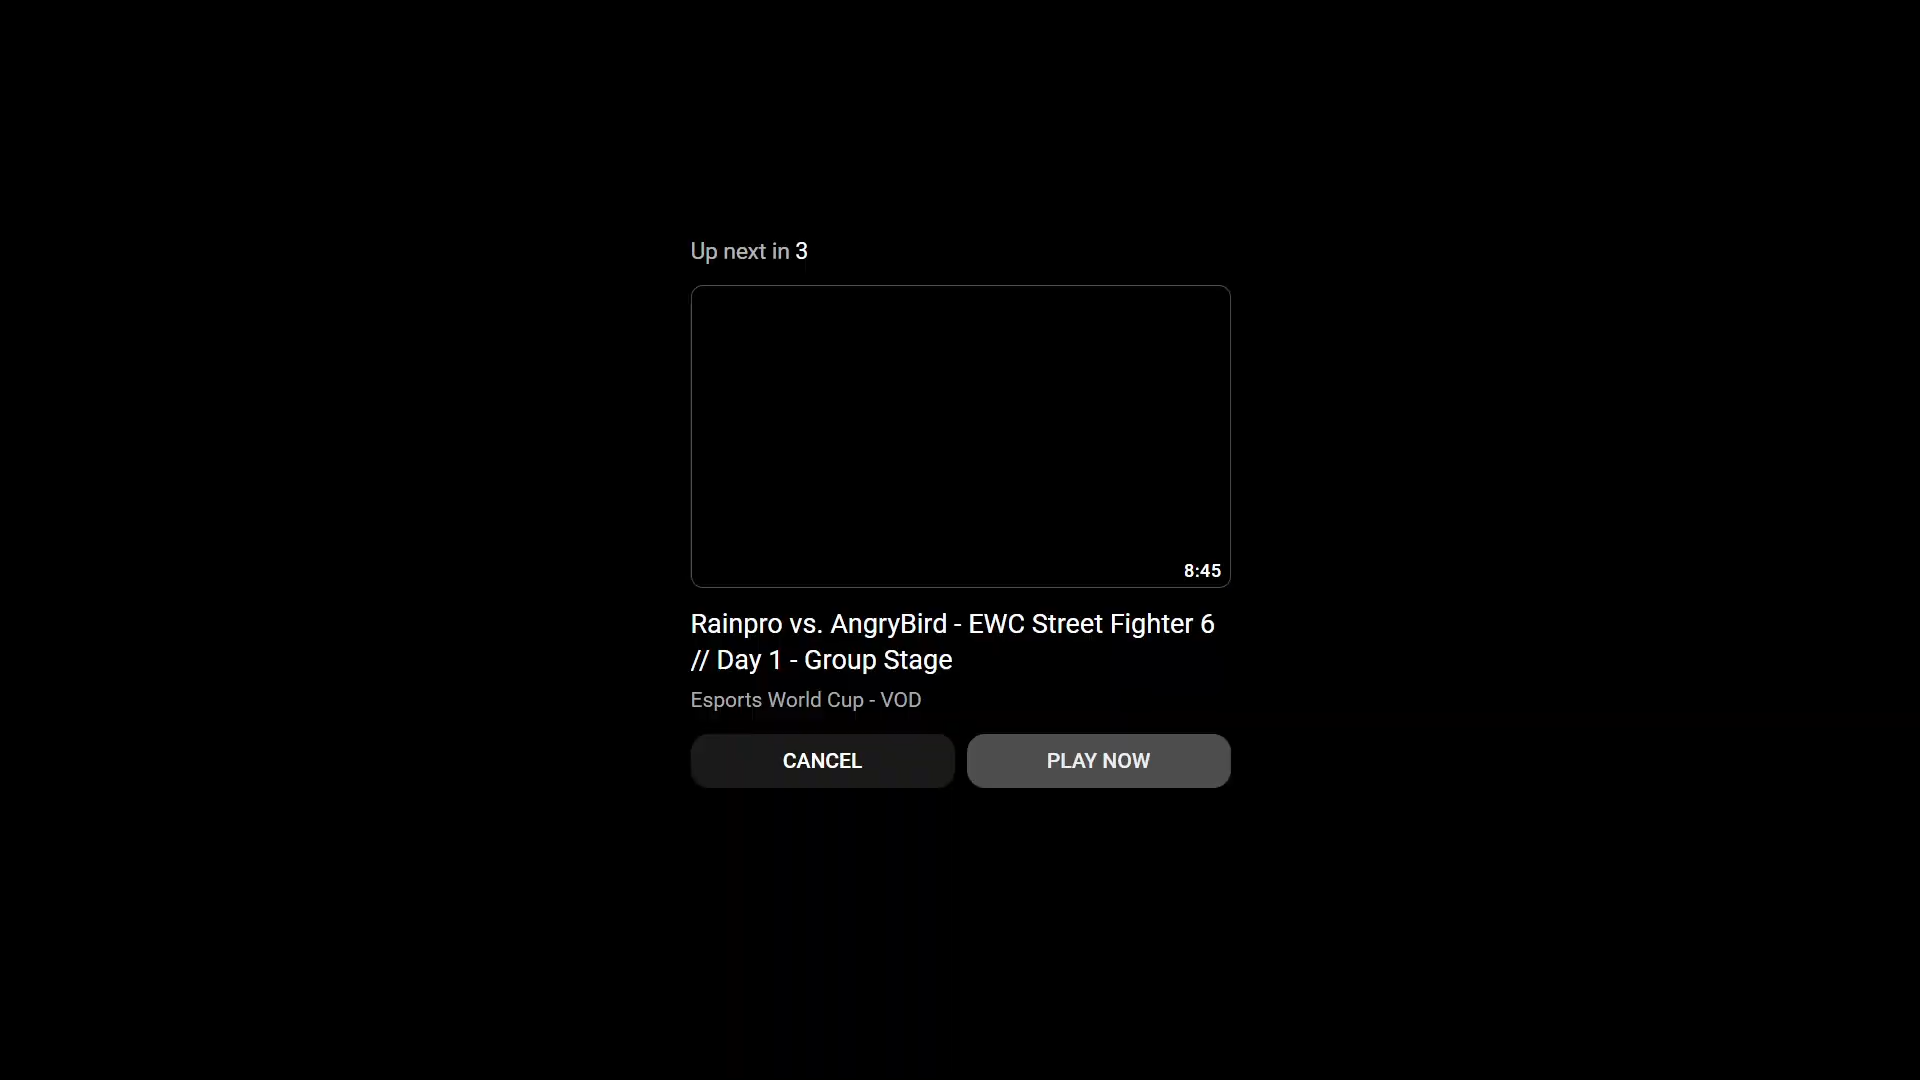 Up next in 3
8:45
Rainpro vs. AngryBird - EWC Street Fighter 6
// Day 1 - Group Stage
Esports World Cup - VOD
CANCEL
PLAY NOW